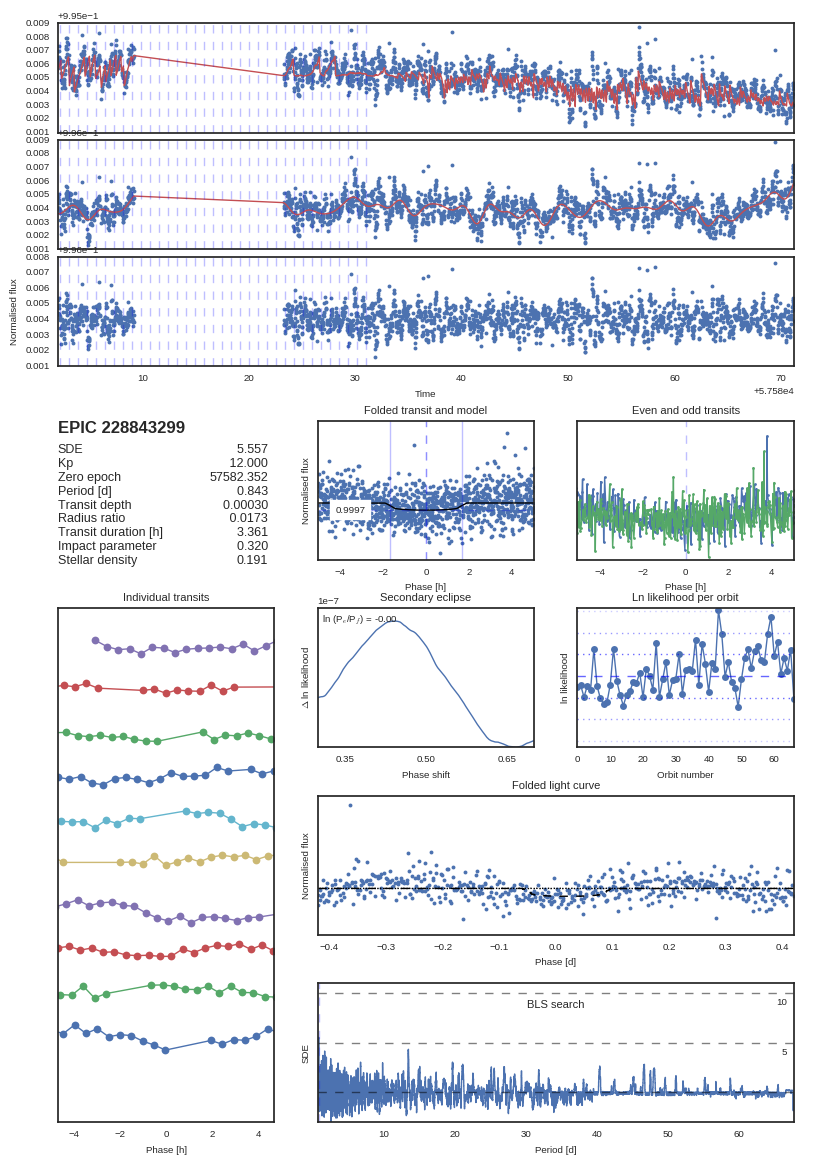 +9.95e−1
0.009
0.008
0.007
0.006
0.005
0.004
0.003
0.002
0.001
+9.96e−1
0.009
0.008
0.007
0.006
0.005
0.004
0.003
0.002
0.001
+9.96e−1
0.008
0.007
0.006
0.005
0.004
0.003
0.002
0.001
Normalised flux
10 20 30 40 50 60 70
Time
+5.758e4
EPIC 228843299
SDE 5.557
Kp 12.000
Zero epoch 57582.352
Period [d] 0.843
Transit depth 0.00030
Radius ratio 0.0173
Transit duration [h] 3.361
Impact parameter 0.320
Stellar density 0.191
Folded transit and model
Normalised flux
0.9997
−4 −2 0 2 4
Phase [h]
Even and odd transits
−4 −2 0 2 4
Phase [h]
Individual transits
−4 −2 0 2 4
Phase [h]
Secondary eclipse
1e−7
Δ ln likelihood
0.35 0.50 0.65
Phase shift
Ln likelihood per orbit
ln likelihood
0 10 20 30 40 50 60
Orbit number
Folded light curve
Normalised flux
−0.4 −0.3 −0.2 −0.1 0.0 0.1 0.2 0.3 0.4
Phase [d]
BLS search
10
5
SDE
10 20 30 40 50 60
Period [d]